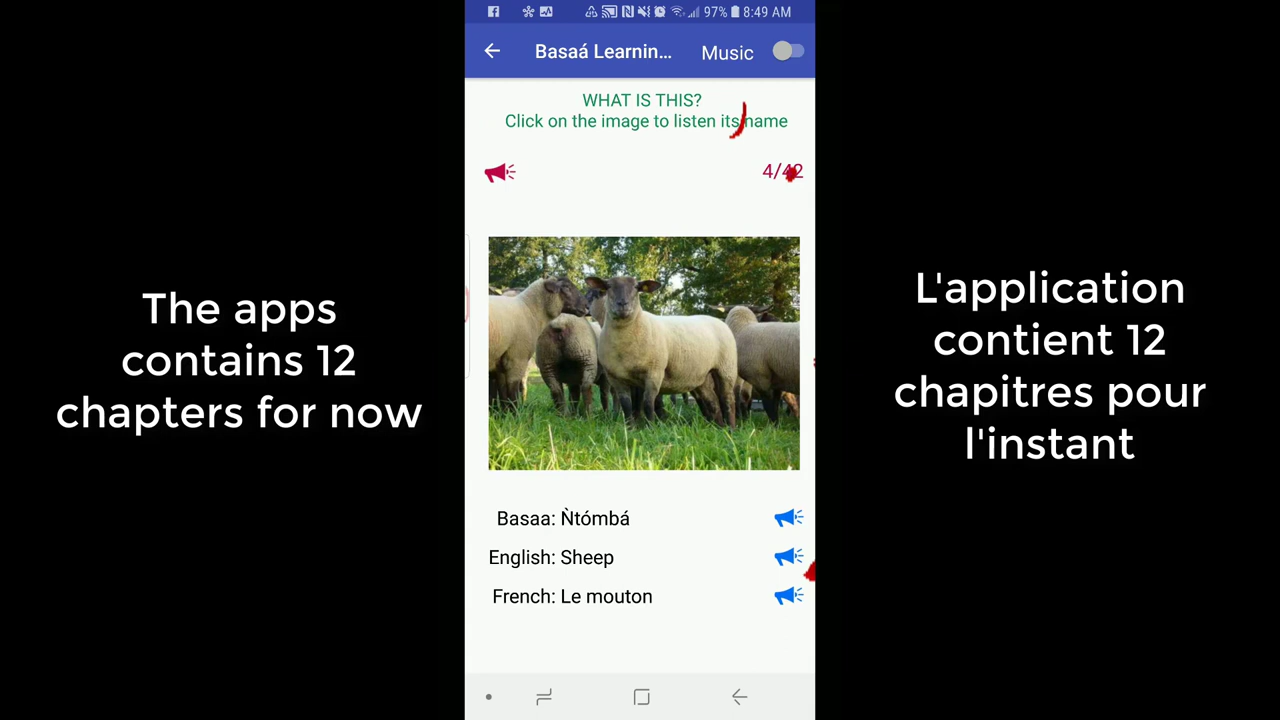 97% 8:49 AM
Basaá Learnin... Music
WHAT IS THIS?
Click on the image to listen its name
4/42
The apps
contains 12
chapters for now
L'application
contient 12
chapitres pour
l'instant
Basaa: Ǹtómbá
English: Sheep
French: Le mouton